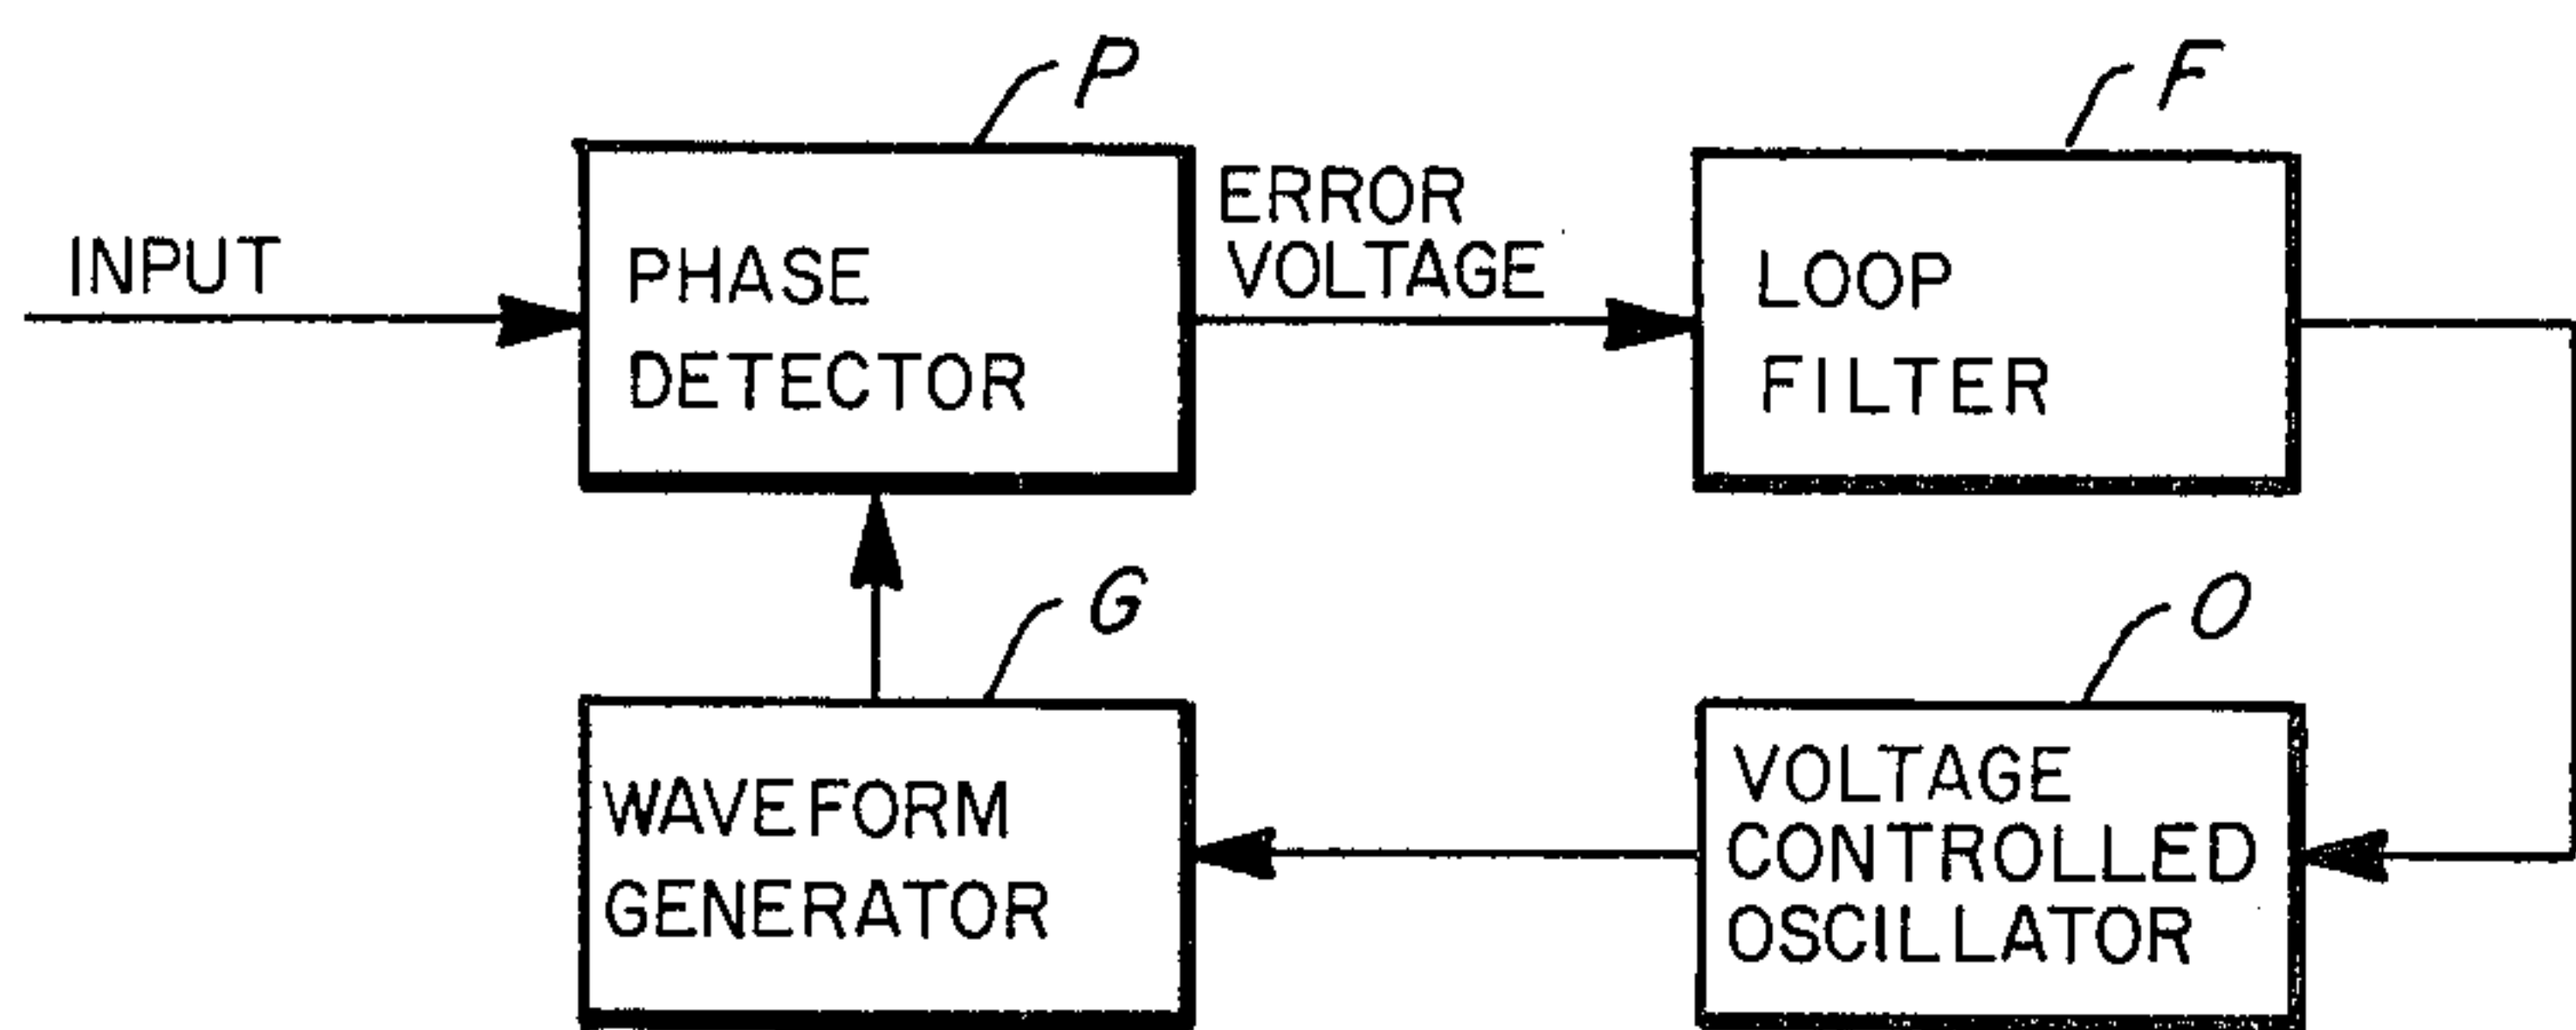 P
F
INPUT
PHASE
DETECTOR
ERROR
VOLTAGE
LOOP
FILTER
G
O
WAVEFORM
GENERATOR
VOLTAGE
CONTROLLED
OSCILLATOR